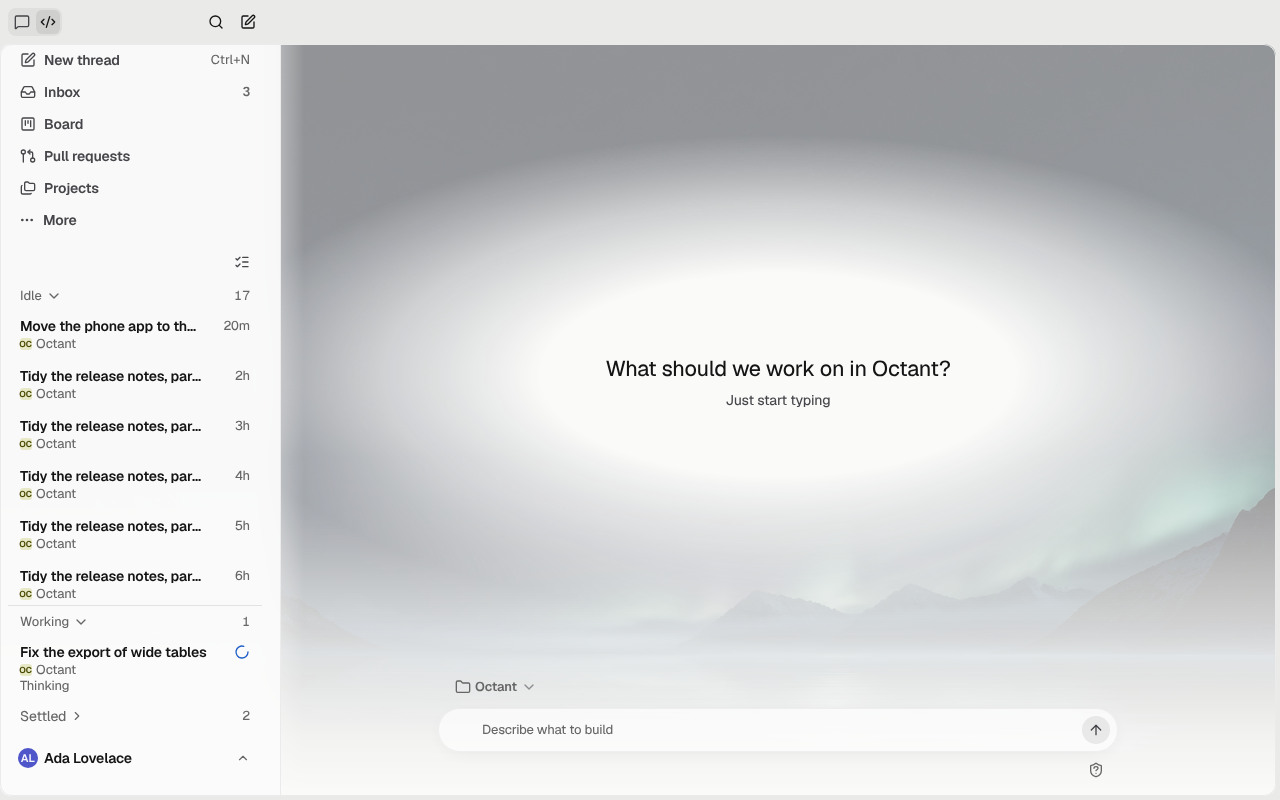 New thread
Ctrl+N
Inbox
3
Board
Pull requests
Projects
More
Idle
17
Move the phone app to th...
20m
OC Octant
Tidy the release notes, par...
2h
OC Octant
Tidy the release notes, par...
3h
OC Octant
Tidy the release notes, par...
4h
OC Octant
Tidy the release notes, par...
5h
OC Octant
Tidy the release notes, par...
6h
OC Octant
Working
1
Fix the export of wide tables
OC Octant
Thinking
Settled
2
AL Ada Lovelace
What should we work on in Octant?
Just start typing
Octant
Describe what to build